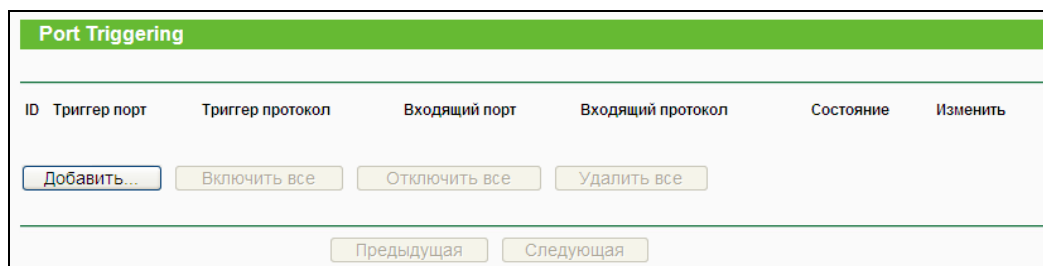 Port Triggering
ID Триггер порт Триггер протокол Входящий порт Входящий протокол Состояние Изменить
Добавить... Включить все Отключить все Удалить все
Предыдущая Следующая